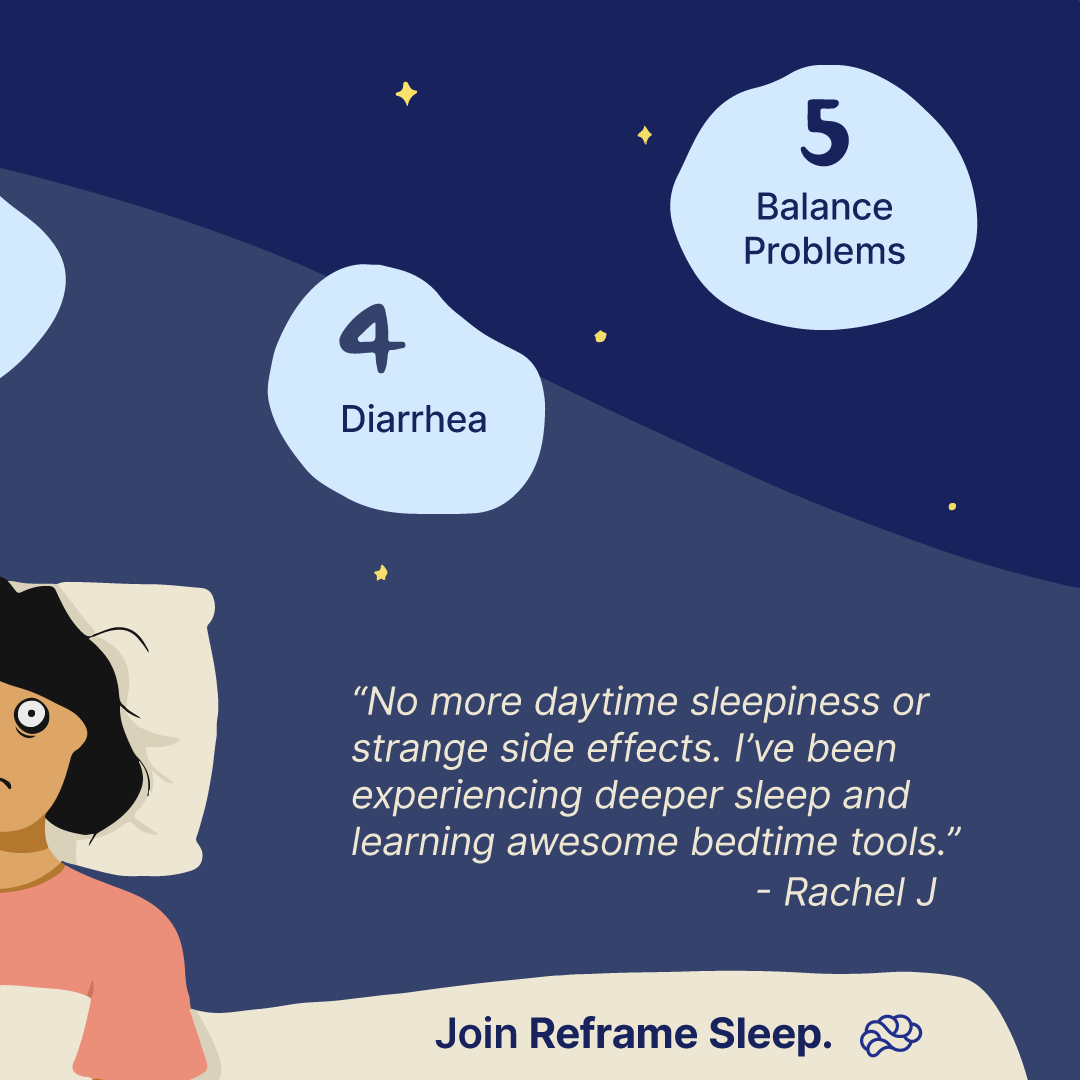 5
Balance
Problems
4
Diarrhea
“No more daytime sleepiness or
strange side effects. I’ve been
experiencing deeper sleep and
learning awesome bedtime tools.”
- Rachel J
Join Reframe Sleep.